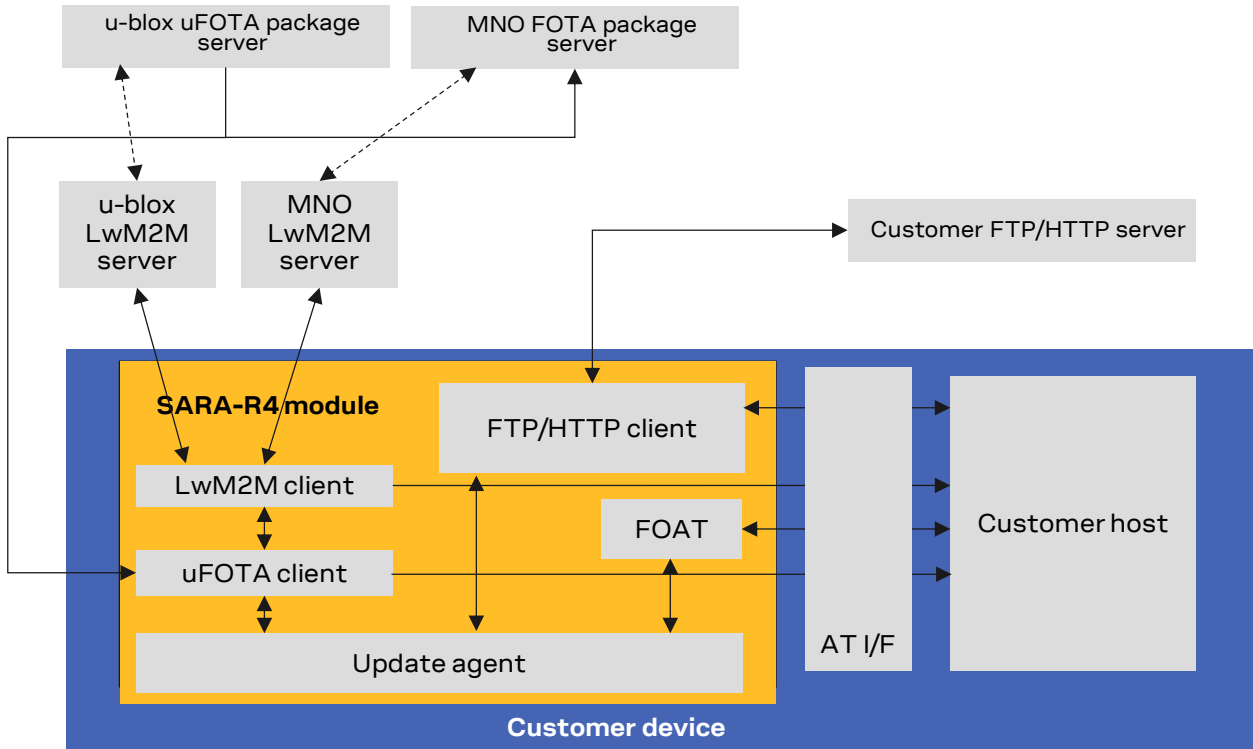 u-blox uFOTA package
server
MNO FOTA package
server
u-blox
LwM2M
server
MNO
LwM2M
server
Customer FTP/HTTP server
SARA-R4 module
FTP/HTTP client
LwM2M client
FOAT
Customer host
uFOTA client
AT I/F
Update agent
Customer device